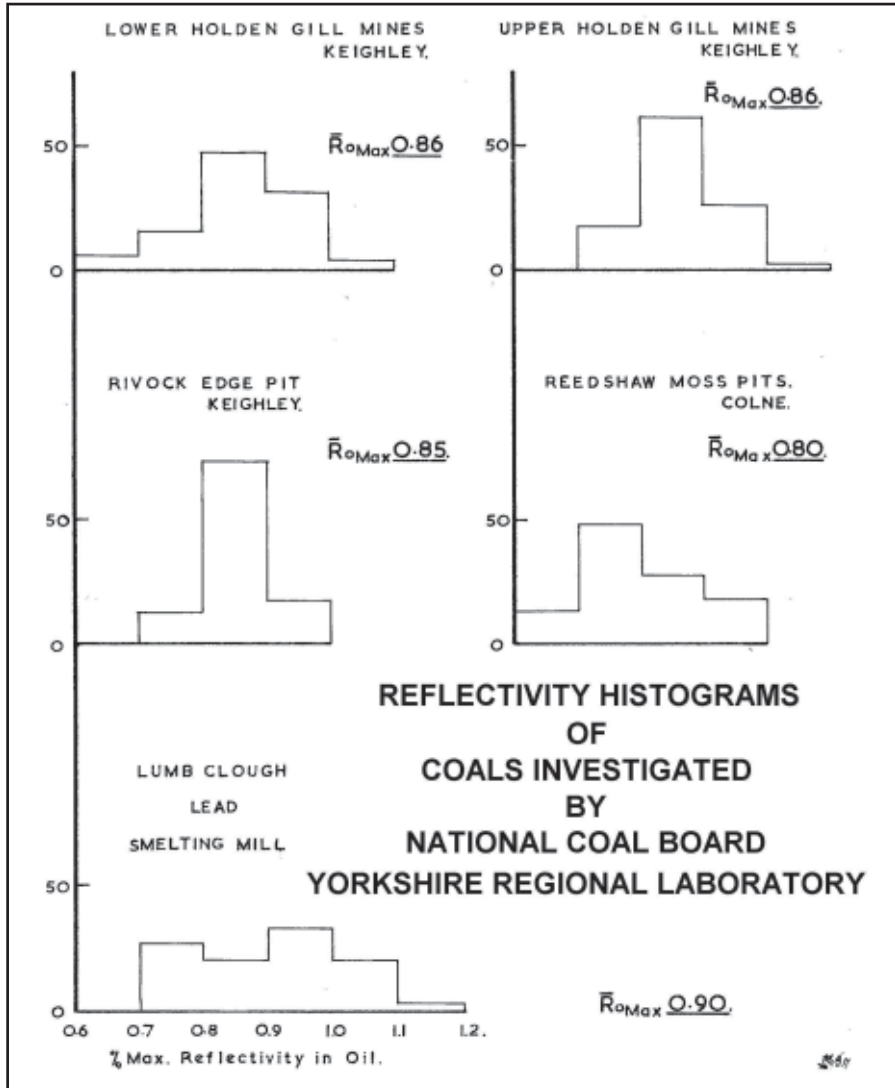 LOWER HOLDEN GILL MINES
KEIGHLEY.
R̄oMax 0·86
50
0
UPPER HOLDEN GILL MINES
KEIGHLEY.
R̄oMax 0·86.
50
0
RIVOCK EDGE PIT
KEIGHLEY.
R̄oMax 0·85.
50
0
REEDSHAW MOSS PITS.
COLNE.
R̄oMax 0·80.
50
0
REFLECTIVITY HISTOGRAMS
OF
COALS INVESTIGATED
BY
NATIONAL COAL BOARD
YORKSHIRE REGIONAL LABORATORY
LUMB CLOUGH
LEAD
SMELTING MILL
50
0
R̄oMax 0·90.
0·6 0·7 0·8 0·9 1·0 1·1 1·2.
% Max. Reflectivity in Oil.